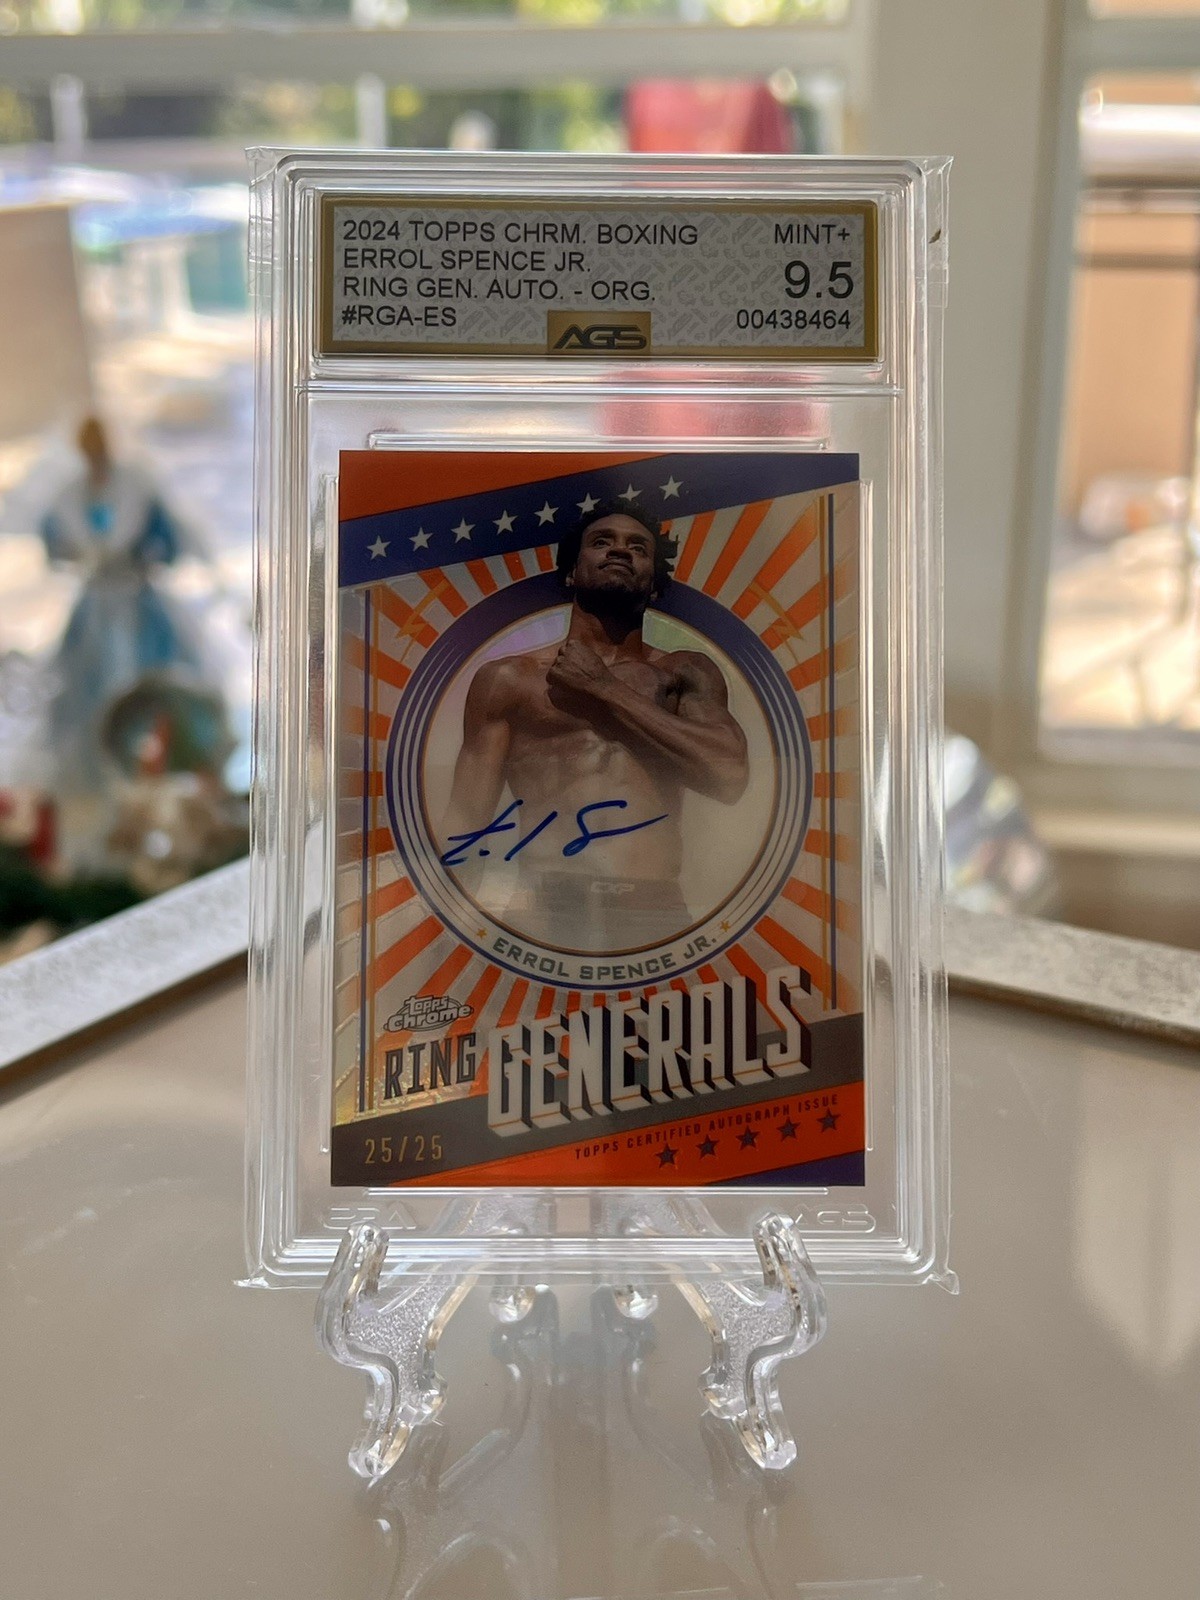 2024 TOPPS CHRM. BOXING
MINT+
ERROL SPENCE JR.
9.5
RING GEN. AUTO. - ORG.
#RGA-ES
AGS
00438464
ERROL SPENCE JR.
Topps
Chrome
RING GENERALS
TOPPS CERTIFIED AUTOGRAPH ISSUE
25/25
AGS